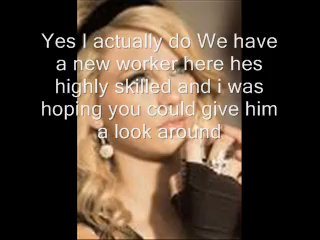 Yes I actually do We have
a new worker here hes
highly skilled and i was
hoping you could give him
a look around